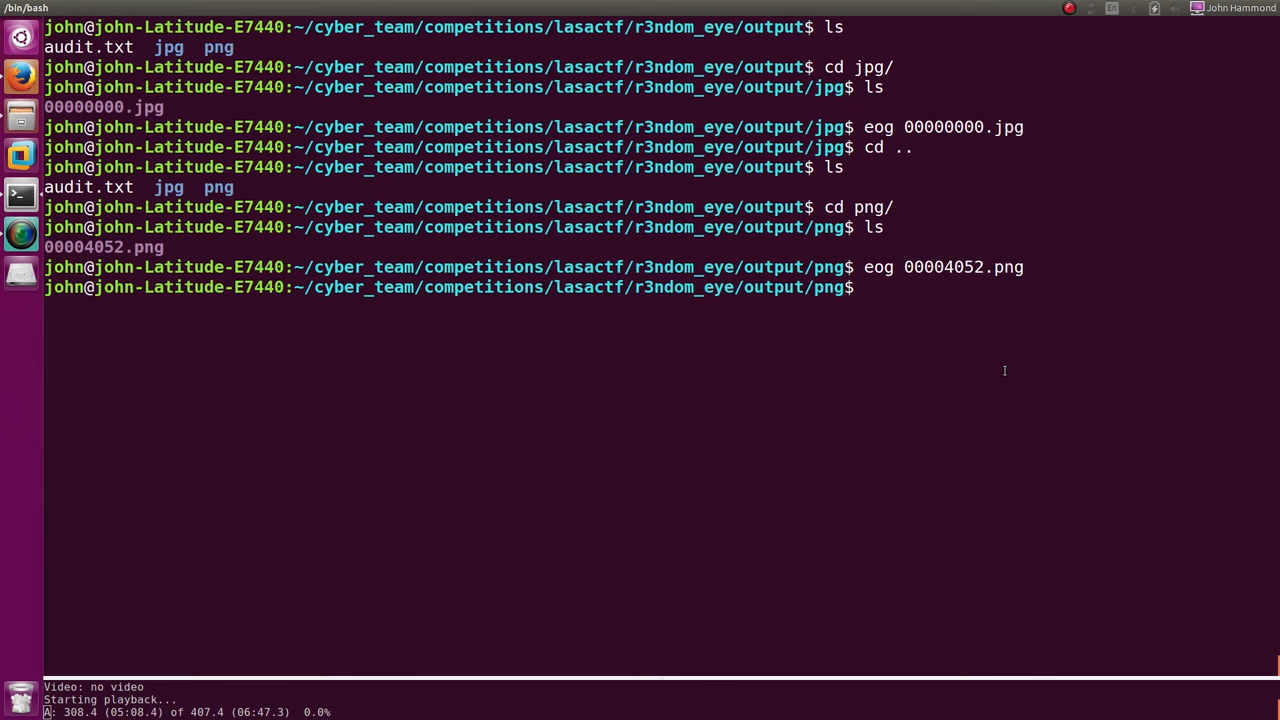 /bin/bash
En
John Hammond
john@john-Latitude-E7440:~/cyber_team/competitions/lasactf/r3ndom_eye/output$ ls
audit.txt  jpg  png
john@john-Latitude-E7440:~/cyber_team/competitions/lasactf/r3ndom_eye/output$ cd jpg/
john@john-Latitude-E7440:~/cyber_team/competitions/lasactf/r3ndom_eye/output/jpg$ ls
00000000.jpg
john@john-Latitude-E7440:~/cyber_team/competitions/lasactf/r3ndom_eye/output/jpg$ eog 00000000.jpg
john@john-Latitude-E7440:~/cyber_team/competitions/lasactf/r3ndom_eye/output/jpg$ cd ..
john@john-Latitude-E7440:~/cyber_team/competitions/lasactf/r3ndom_eye/output$ ls
audit.txt  jpg  png
john@john-Latitude-E7440:~/cyber_team/competitions/lasactf/r3ndom_eye/output$ cd png/
john@john-Latitude-E7440:~/cyber_team/competitions/lasactf/r3ndom_eye/output/png$ ls
00004052.png
john@john-Latitude-E7440:~/cyber_team/competitions/lasactf/r3ndom_eye/output/png$ eog 00004052.png
john@john-Latitude-E7440:~/cyber_team/competitions/lasactf/r3ndom_eye/output/png$
Video: no video
Starting playback...
A: 308.4 (05:08.4) of 407.4 (06:47.3)  0.0%